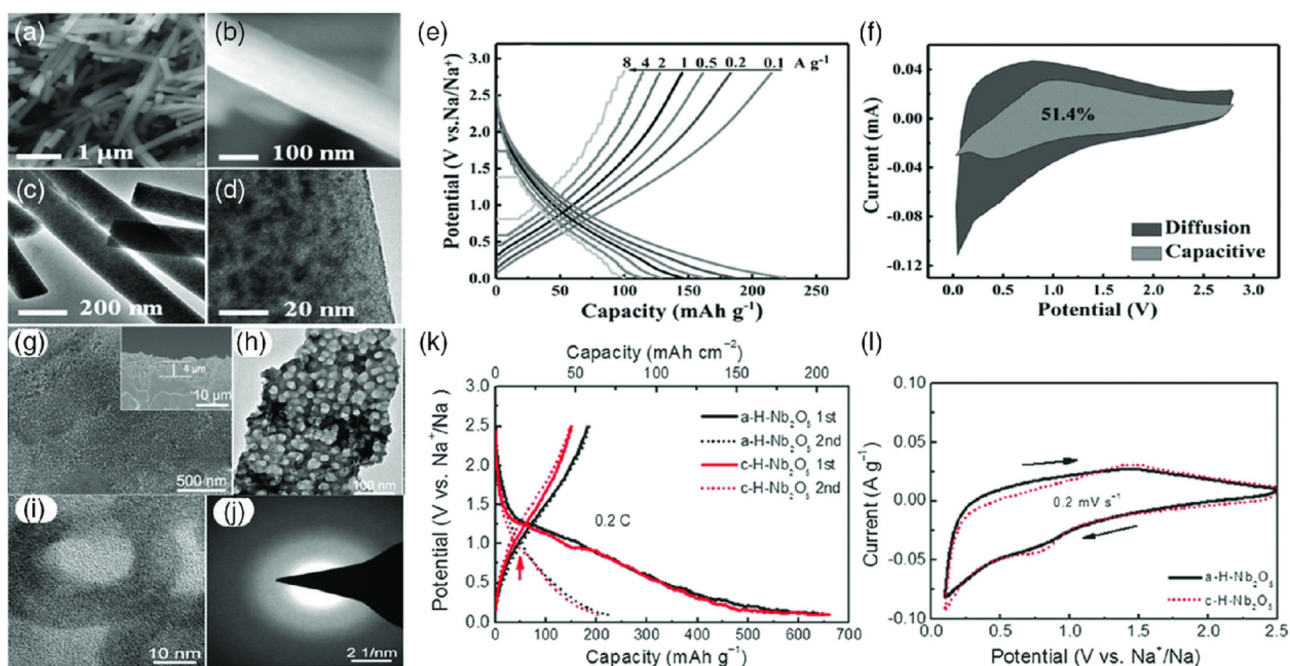 (a)
1 μm
(b)
100 nm
(c)
200 nm
(d)
20 nm
(e)
8 4 2 1 0.5 0.2 0.1 A g⁻¹
3.0
2.5
2.0
1.5
1.0
0.5
0.0
Potential (V vs.Na/Na⁺)
0 50 100 150 200 250
Capacity (mAh g⁻¹)
(f)
0.04
0.00
-0.04
-0.08
-0.12
Current (mA)
51.4%
Diffusion
Capacitive
0.0 0.5 1.0 1.5 2.0 2.5 3.0
Potential (V)
(g)
4 μm
10 μm
500 nm
(h)
100 nm
(i)
10 nm
(j)
2 1/nm
(k)
Capacity (mAh cm⁻²)
0 50 100 150 200
3.0
2.5
2.0
1.5
1.0
0.5
0.0
Potential (V vs. Na⁺/Na)
a-H-Nb₂O₅ 1st
a-H-Nb₂O₅ 2nd
c-H-Nb₂O₅ 1st
c-H-Nb₂O₅ 2nd
0.2 C
0 100 200 300 400 500 600 700
Capacity (mAh g⁻¹)
(l)
0.10
0.05
0.00
-0.05
-0.10
Current (A g⁻¹)
0.2 mV s⁻¹
a-H-Nb₂O₅
c-H-Nb₂O₅
0.0 0.5 1.0 1.5 2.0 2.5
Potential (V vs. Na⁺/Na)